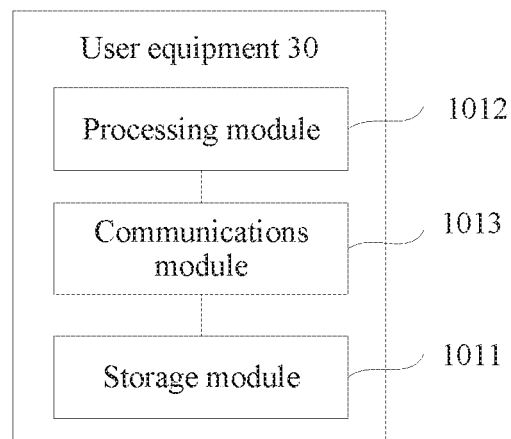 User equipment 30
Processing module
1012
Communications
module
1013
Storage module
1011